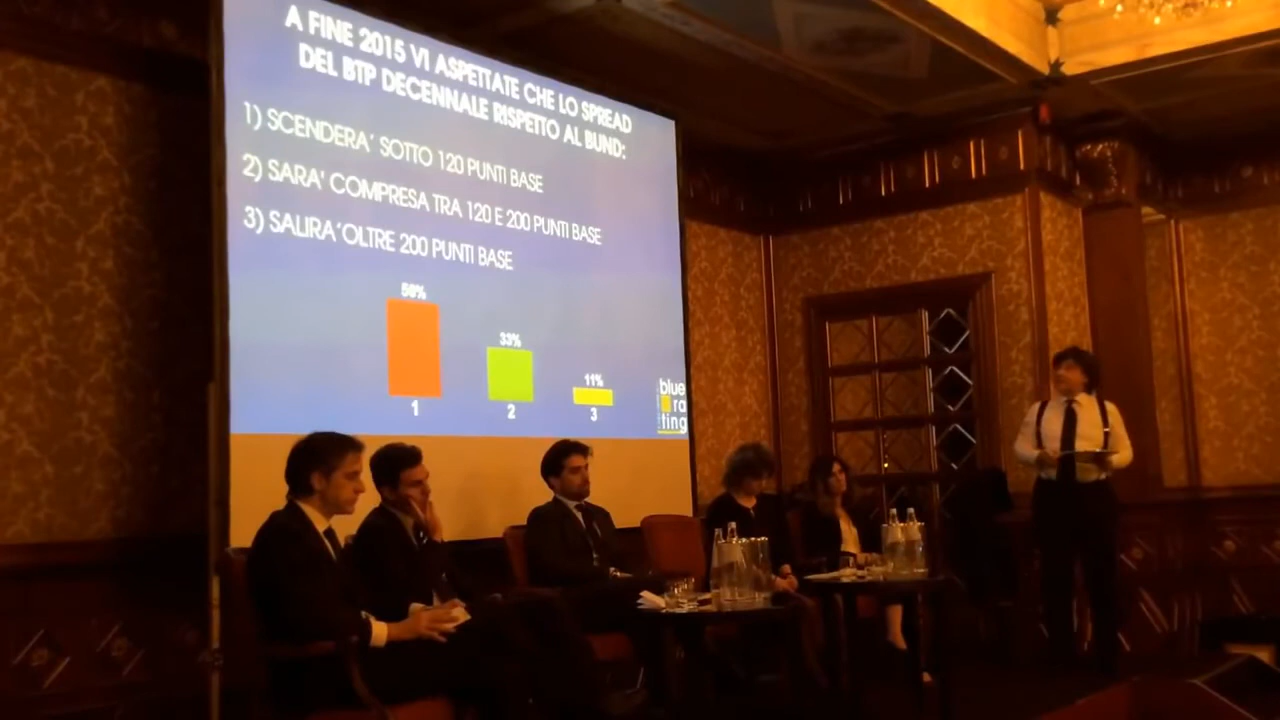 A FINE 2015 VI ASPETTATE CHE LO SPREAD
DEL BTP DECENNALE RISPETTO AL BUND:
1) SCENDERA´ SOTTO 120 PUNTI BASE
2) SARA' COMPRESA TRA 120 E 200 PUNTI BASE
3) SALIRA´OLTRE 200 PUNTI BASE
56%
33%
11%
1
2
3
blue
ra
ting